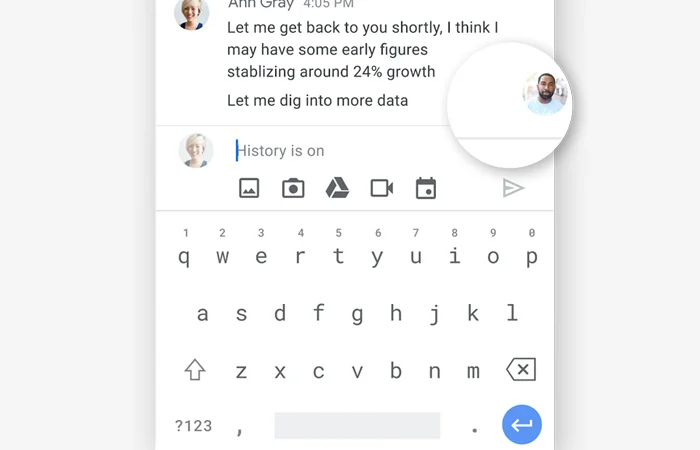 Ann Gray 4:05 PM
Let me get back to you shortly, I think I
may have some early figures
stablizing around 24% growth
Let me dig into more data
History is on
1 2 3 4 5 6 7 8 9 0
q w e r t y u i o p
a s d f g h j k l
z x c v b n m
?123 , .